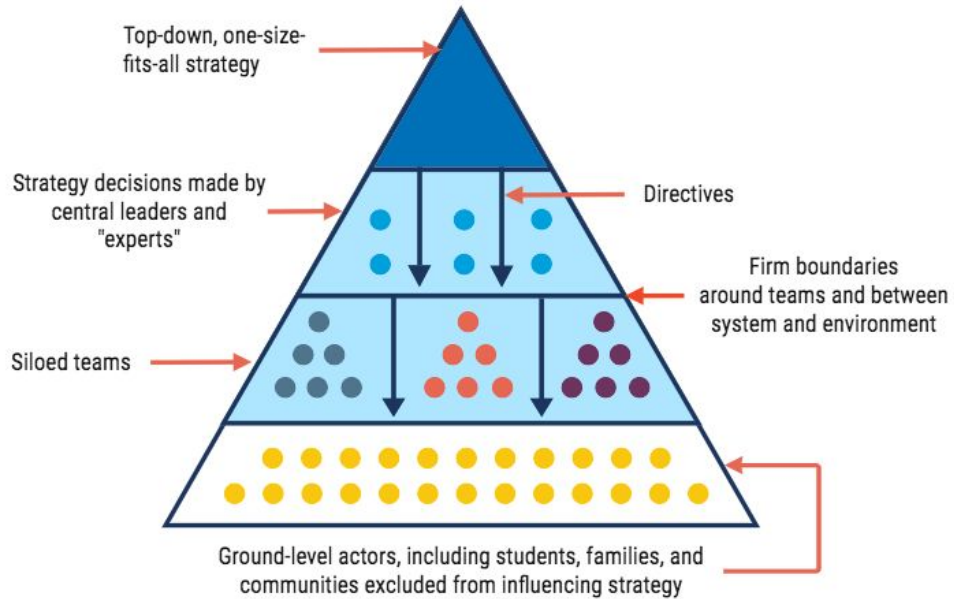 Top-down, one-size-
fits-all strategy
Strategy decisions made by
central leaders and
"experts"
Directives
Firm boundaries
around teams and between
system and environment
Siloed teams
Ground-level actors, including students, families, and
communities excluded from influencing strategy